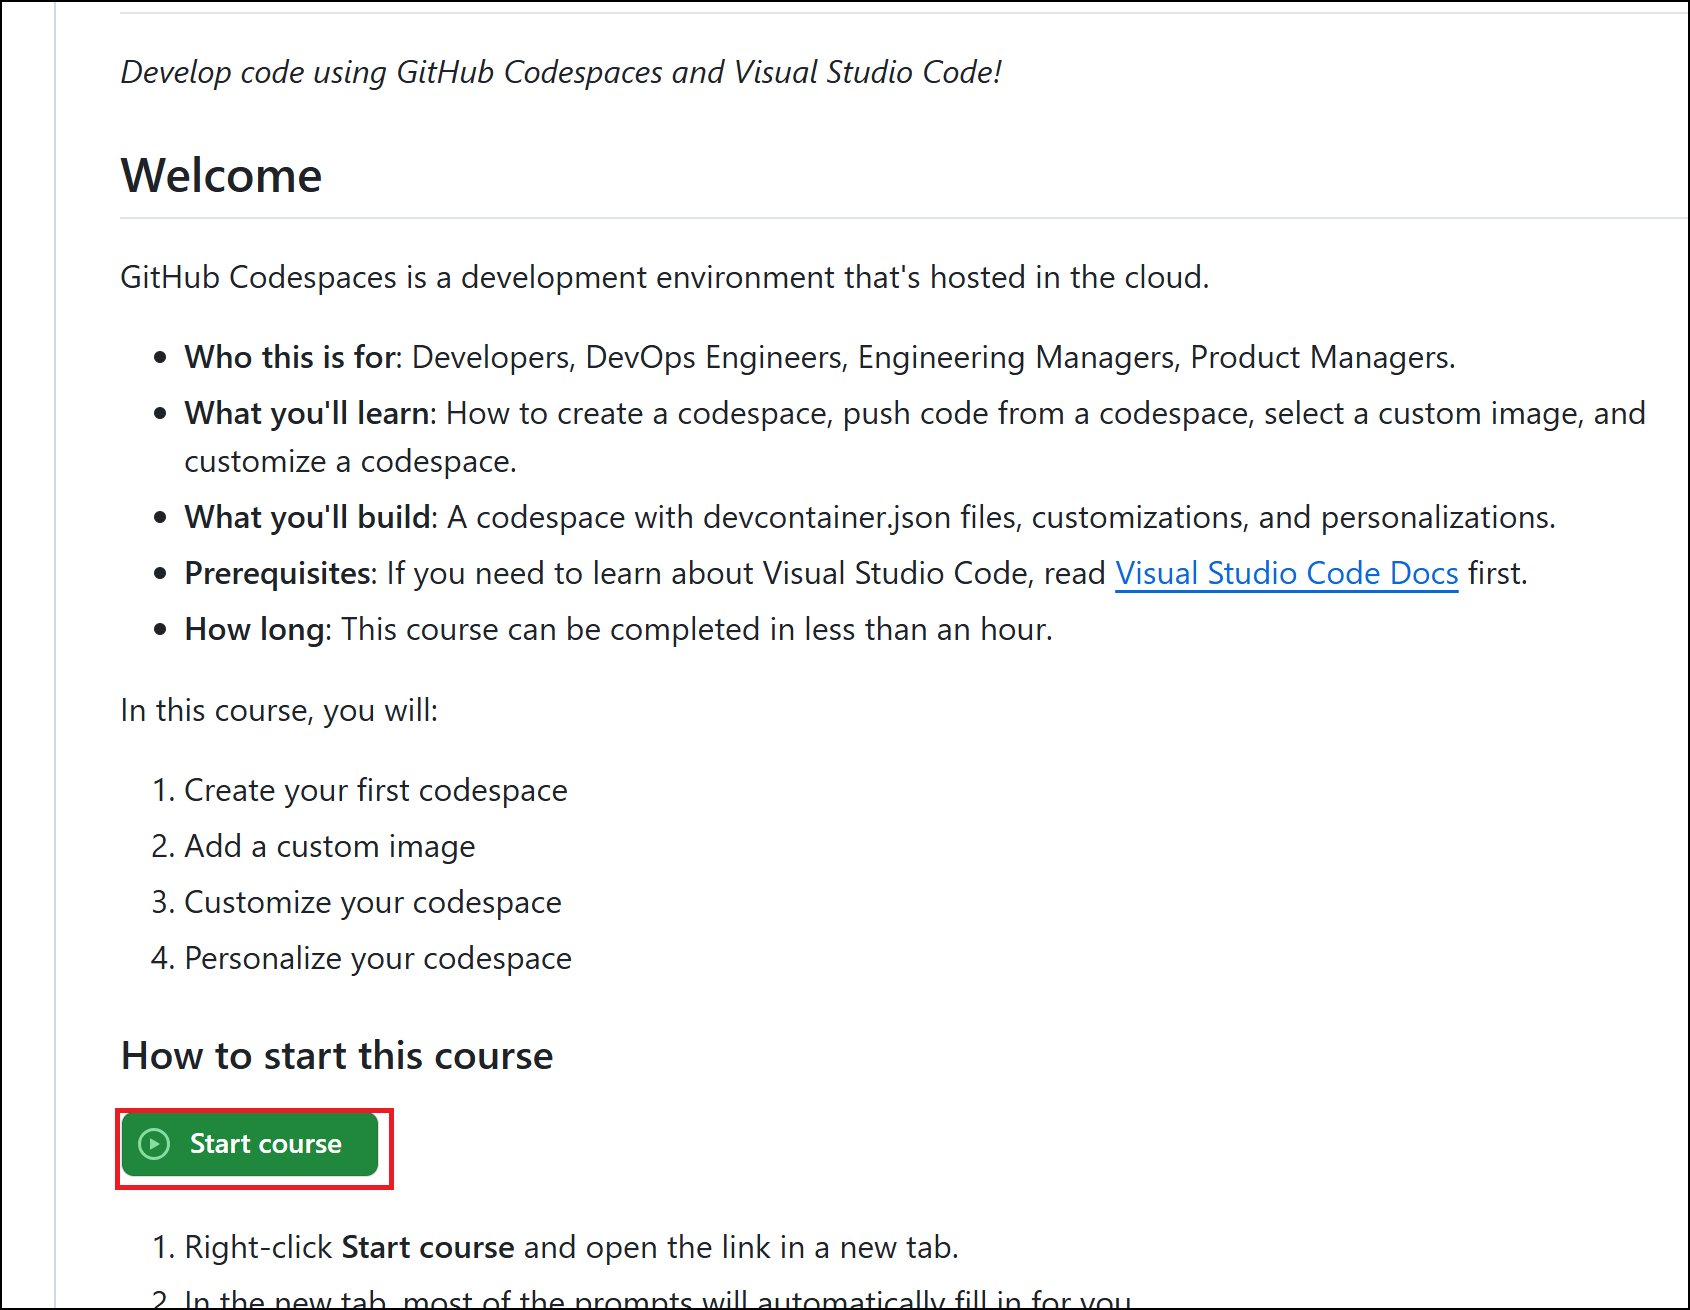 Develop code using GitHub Codespaces and Visual Studio Code!
Welcome
GitHub Codespaces is a development environment that's hosted in the cloud.
• Who this is for: Developers, DevOps Engineers, Engineering Managers, Product Managers.
• What you'll learn: How to create a codespace, push code from a codespace, select a custom image, and
customize a codespace.
• What you'll build: A codespace with devcontainer.json files, customizations, and personalizations.
• Prerequisites: If you need to learn about Visual Studio Code, read Visual Studio Code Docs first.
• How long: This course can be completed in less than an hour.
In this course, you will:
1. Create your first codespace
2. Add a custom image
3. Customize your codespace
4. Personalize your codespace
How to start this course
Start course
1. Right-click Start course and open the link in a new tab.
2. In the new tab, most of the prompts will automatically fill in for you.